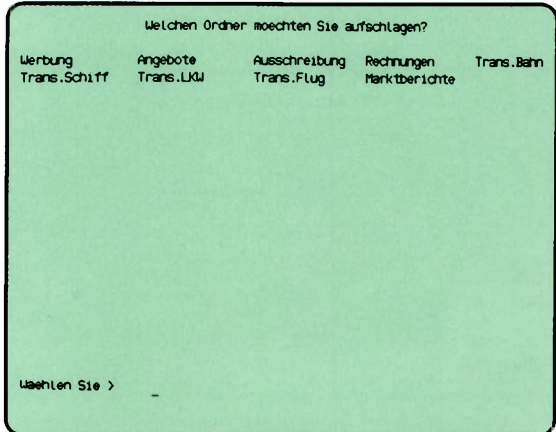 Welchen Ordner moechten Sie aufschlagen?
Werbung Angebote Ausschreibung Rechnungen Trans.Bahn
Trans.Schiff Trans.LKW Trans.Flug Marktberichte
Waehlen Sie > _